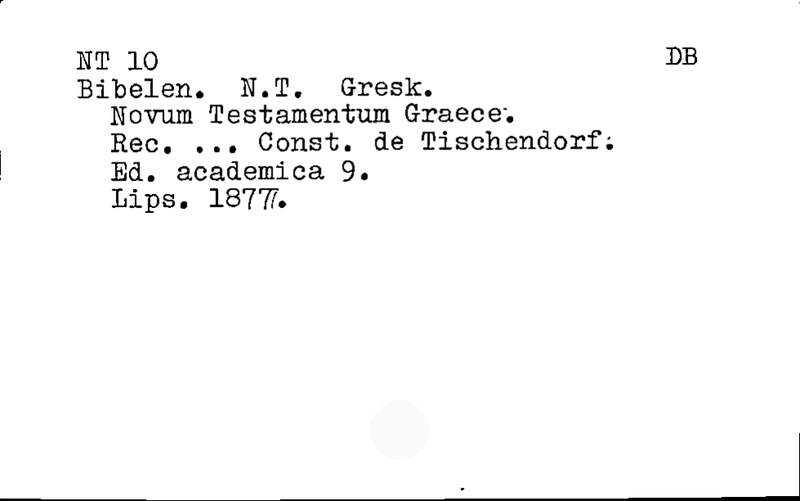 NT 10 DB
Bibelen. N.T. Gresk.
Novum Testamentum Graece.
Rec. ... Const. de Tischendorf.
Ed. academica 9.
Lips. 1877.